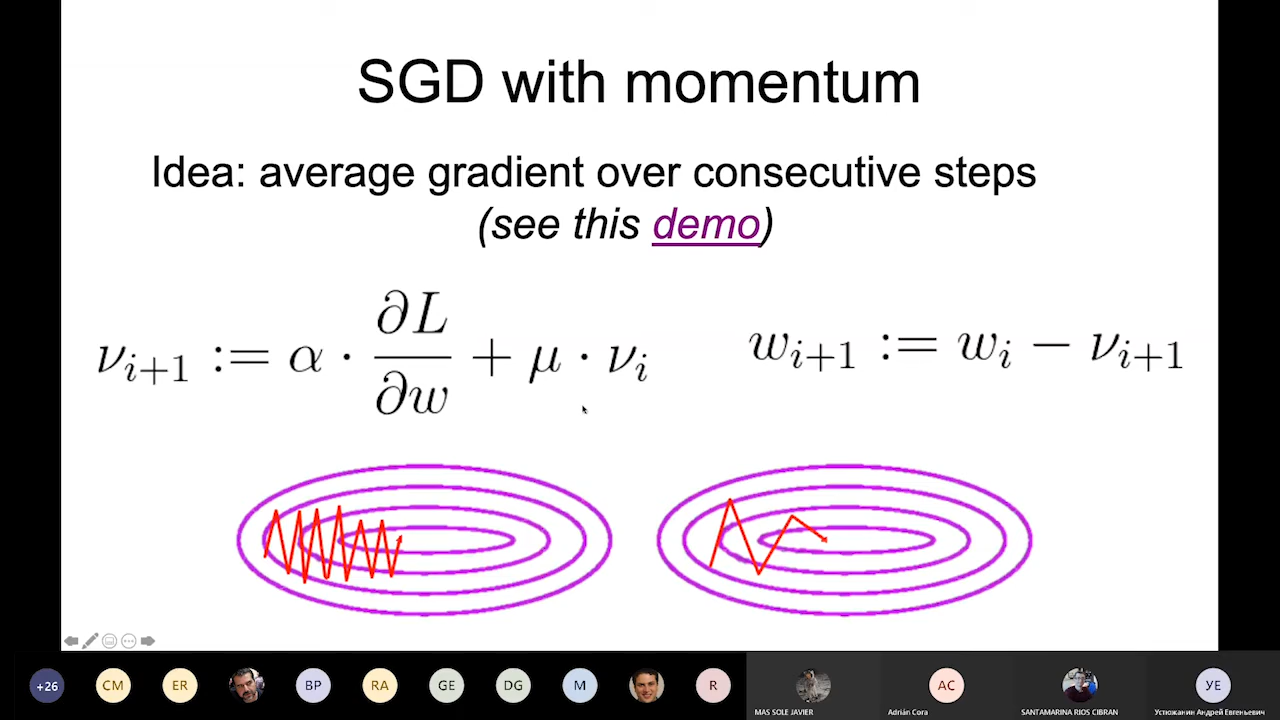 SGD with momentum
Idea: average gradient over consecutive steps
(see this demo)
ν_{i+1} := α · ∂L/∂w + μ · ν_i
w_{i+1} := w_i − ν_{i+1}
+26
CM
ER
BP
RA
GE
DG
M
R
AC
УЕ
MAS SOLE JAVIER
Adrián Cora
SANTAMARINA RIOS CIBRAN
Устюжанин Андрей Евгеньевич